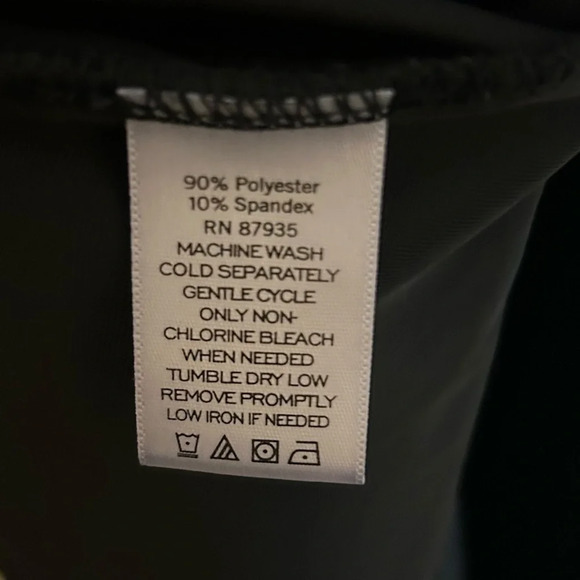 90% Polyester
10% Spandex
RN 87935
MACHINE WASH
COLD SEPARATELY
GENTLE CYCLE
ONLY NON-
CHLORINE BLEACH
WHEN NEEDED
TUMBLE DRY LOW
REMOVE PROMPTLY
LOW IRON IF NEEDED